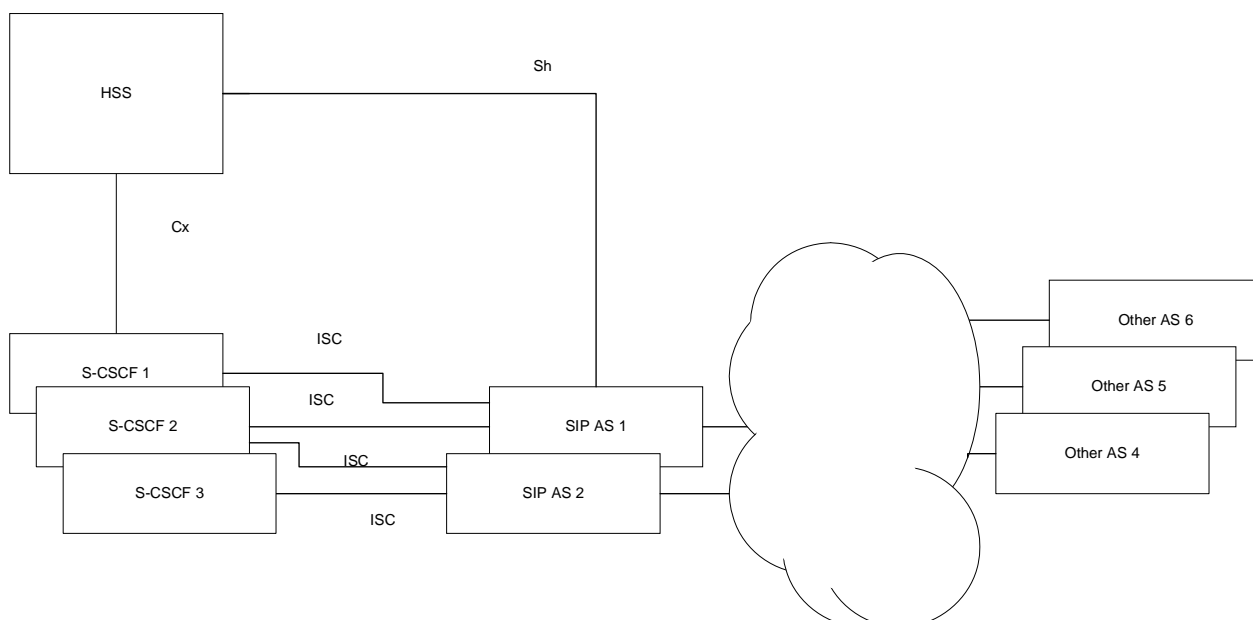 Sh
HSS
Cx
ISC
S-CSCF 1
ISC
S-CSCF 2
SIP AS 1
ISC
S-CSCF 3
SIP AS 2
ISC
Other AS 6
Other AS 5
Other AS 4